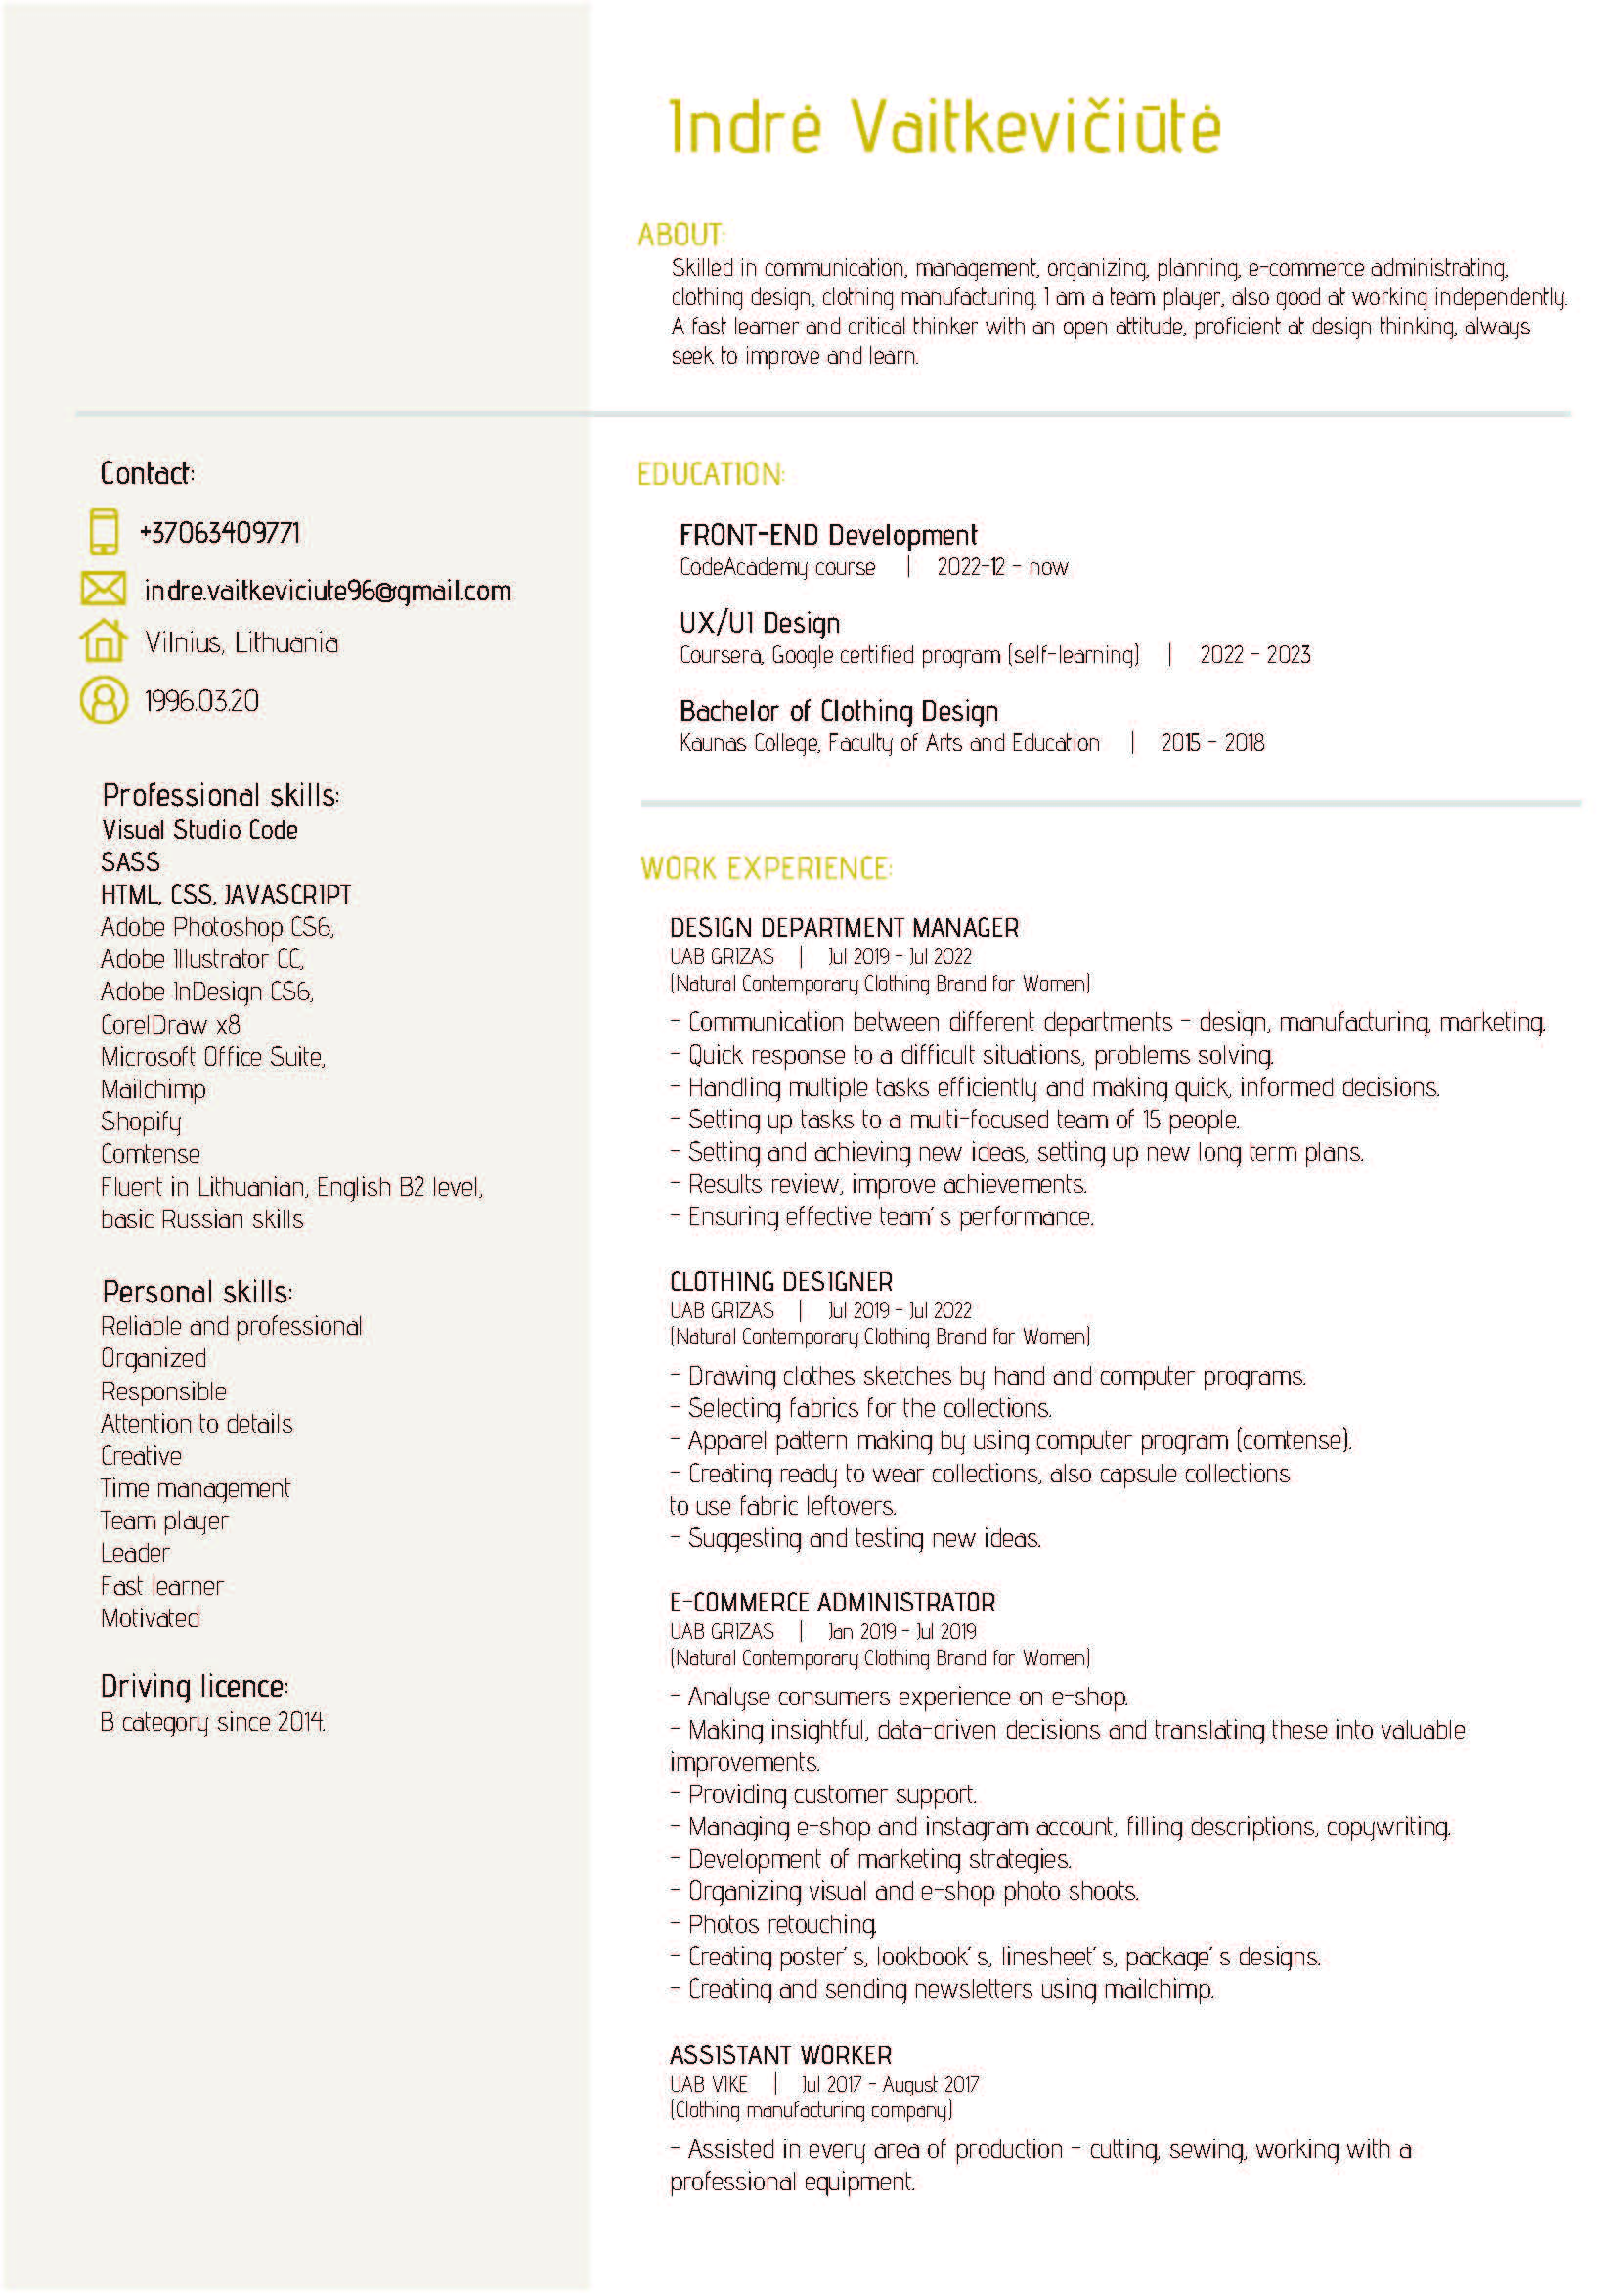 Indrė Vaitkevičiūtė
ABOUT:
Skilled in communication, management, organizing, planning, e-commerce administrating,
clothing design, clothing manufacturing. I am a team player, also good at working independently.
A fast learner and critical thinker with an open attitude, proficient at design thinking, always
seek to improve and learn.
Contact:
+37063409771
indre.vaitkeviciute96@gmail.com
Vilnius, Lithuania
1996.03.20
Professional skills:
Visual Studio Code
SASS
HTML, CSS, JAVASCRIPT
Adobe Photoshop CS6,
Adobe Illustrator CC,
Adobe InDesign CS6,
CorelDraw x8
Microsoft Office Suite,
Mailchimp
Shopify
Comtense
Fluent in Lithuanian, English B2 level,
basic Russian skills
Personal skills:
Reliable and professional
Organized
Responsible
Attention to details
Creative
Time management
Team player
Leader
Fast learner
Motivated
Driving licence:
B category since 2014.
EDUCATION:
FRONT-END Development
CodeAcademy course | 2022-12 - now
UX/UI Design
Coursera, Google certified program (self-learning) | 2022 - 2023
Bachelor of Clothing Design
Kaunas College, Faculty of Arts and Education | 2015 - 2018
WORK EXPERIENCE:
DESIGN DEPARTMENT MANAGER
UAB GRIZAS | Jul 2019 - Jul 2022
(Natural Contemporary Clothing Brand for Women)
- Communication between different departments - design, manufacturing, marketing.
- Quick response to a difficult situations, problems solving.
- Handling multiple tasks efficiently and making quick, informed decisions.
- Setting up tasks to a multi-focused team of 15 people.
- Setting and achieving new ideas, setting up new long term plans.
- Results review, improve achievements.
- Ensuring effective team´s performance.
CLOTHING DESIGNER
UAB GRIZAS | Jul 2019 - Jul 2022
(Natural Contemporary Clothing Brand for Women)
- Drawing clothes sketches by hand and computer programs.
- Selecting fabrics for the collections.
- Apparel pattern making by using computer program (comtense).
- Creating ready to wear collections, also capsule collections
to use fabric leftovers.
- Suggesting and testing new ideas.
E-COMMERCE ADMINISTRATOR
UAB GRIZAS | Jan 2019 - Jul 2019
(Natural Contemporary Clothing Brand for Women)
- Analyse consumers experience on e-shop.
- Making insightful, data-driven decisions and translating these into valuable
improvements.
- Providing customer support.
- Managing e-shop and instagram account, filling descriptions, copywriting.
- Development of marketing strategies.
- Organizing visual and e-shop photo shoots.
- Photos retouching.
- Creating poster´s, lookbook´s, linesheet´s, package´s designs.
- Creating and sending newsletters using mailchimp.
ASSISTANT WORKER
UAB VIKE | Jul 2017 - August 2017
(Clothing manufacturing company)
- Assisted in every area of production - cutting, sewing, working with a
professional equipment.